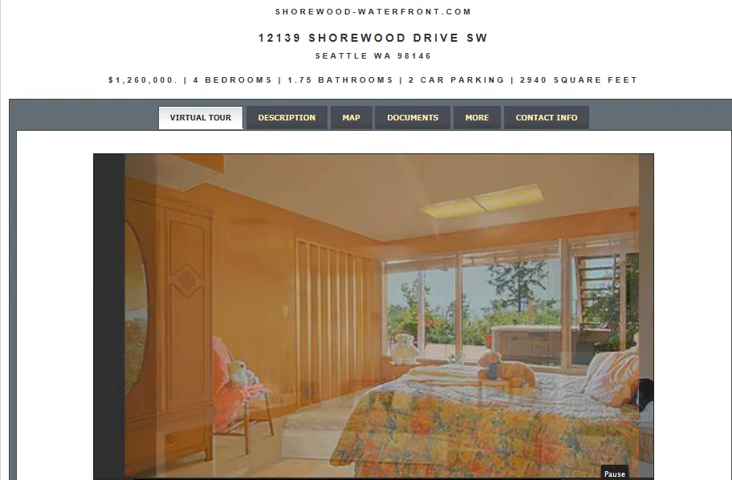 SHOREWOOD-WATERFRONT.COM
12139 SHOREWOOD DRIVE SW
SEATTLE WA 98146
$1,260,000. | 4 BEDROOMS | 1.75 BATHROOMS | 2 CAR PARKING | 2940 SQUARE FEET
VIRTUAL TOUR DESCRIPTION MAP DOCUMENTS MORE CONTACT INFO
Pause